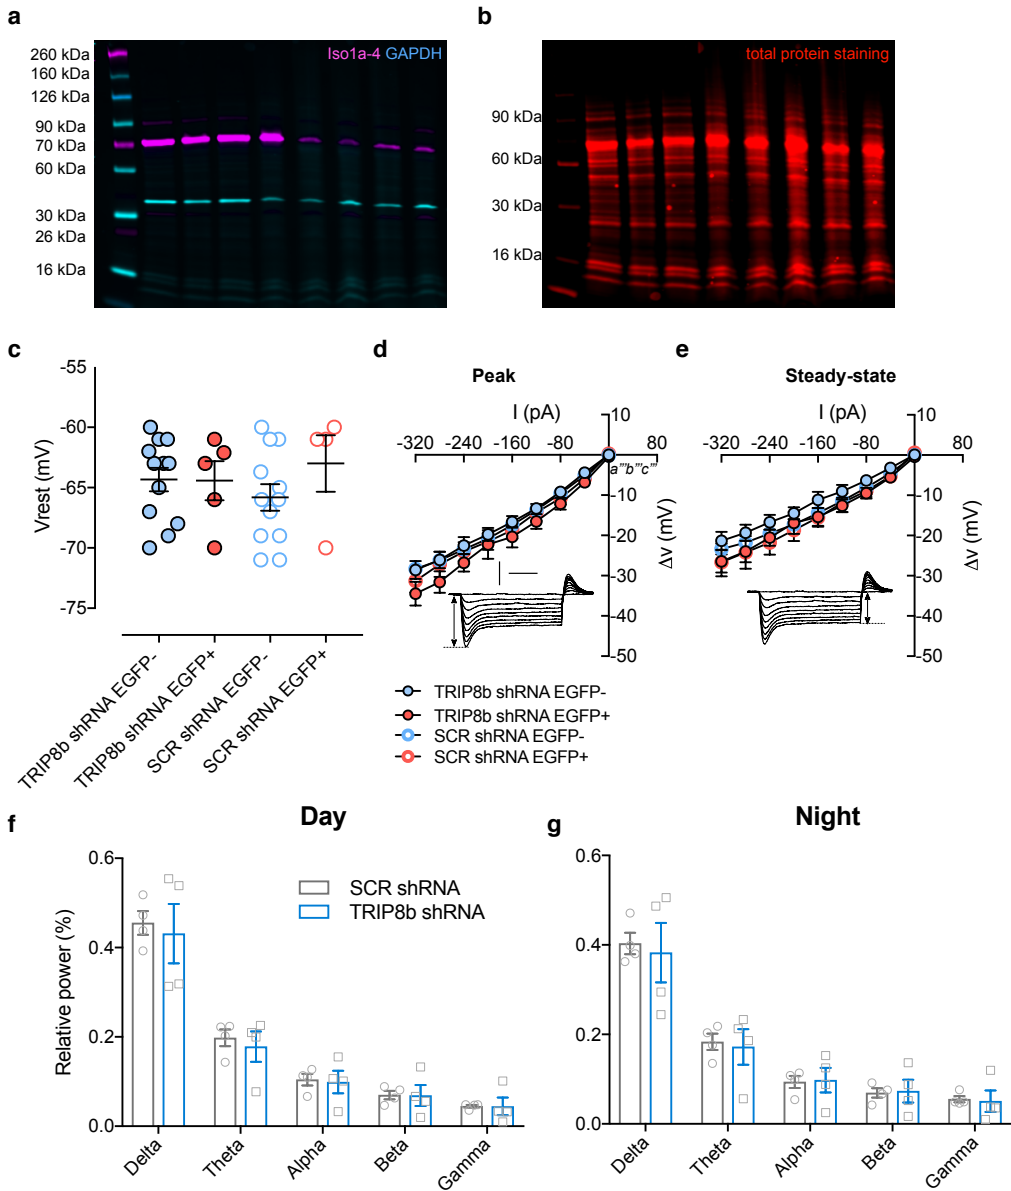 a
b
Iso1a-4 GAPDH
260 kDa
160 kDa
126 kDa
90 kDa
70 kDa
60 kDa
30 kDa
26 kDa
16 kDa
total protein staining
90 kDa
60 kDa
30 kDa
16 kDa
c
Vrest (mV)
-55
-60
-65
-70
-75
TRIP8b shRNA EGFP-
TRIP8b shRNA EGFP+
SCR shRNA EGFP-
SCR shRNA EGFP+
d
Peak
I (pA)
-320
-240
-160
-80
80
10
-10
-20
-30
-40
-50
Δv (mV)
a'''b'''c'''
e
Steady-state
I (pA)
-320
-240
-160
-80
80
10
-10
-20
-30
-40
-50
Δv (mV)
TRIP8b shRNA EGFP-
TRIP8b shRNA EGFP+
SCR shRNA EGFP-
SCR shRNA EGFP+
f
Day
Relative power (%)
0.6
0.4
0.2
0.0
SCR shRNA
TRIP8b shRNA
Delta
Theta
Alpha
Beta
Gamma
g
Night
0.6
0.4
0.2
0.0
Delta
Theta
Alpha
Beta
Gamma